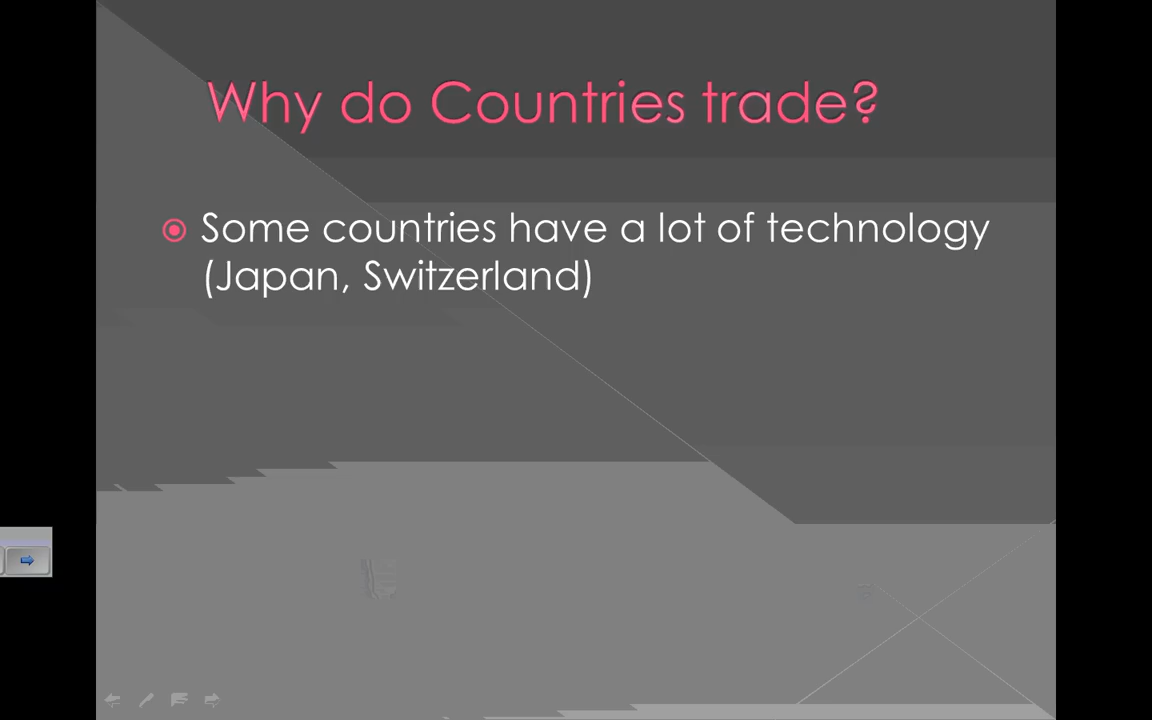 Why do Countries trade?
Some countries have a lot of technology
(Japan, Switzerland)